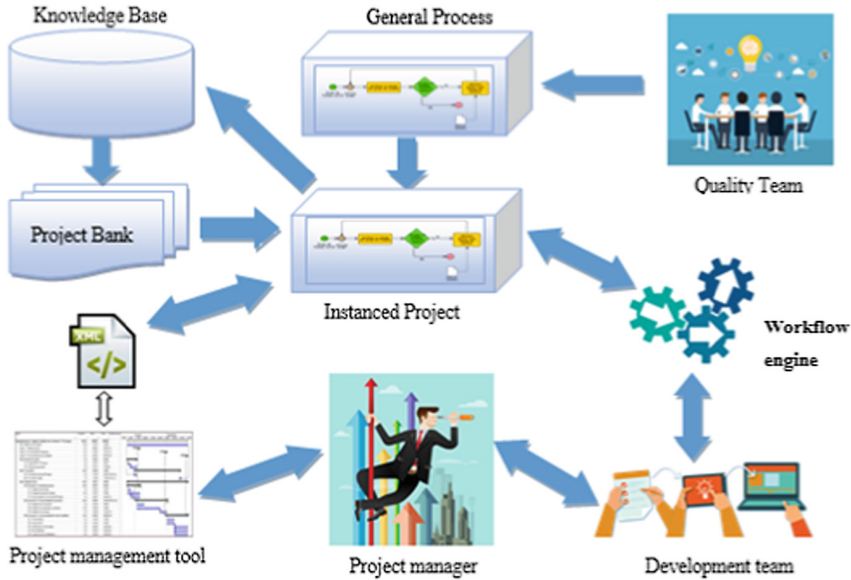 Knowledge Base
General Process
Quality Team
Project Bank
Instanced Project
XML
</>
Workflow
engine
Project management tool
Project manager
Development team